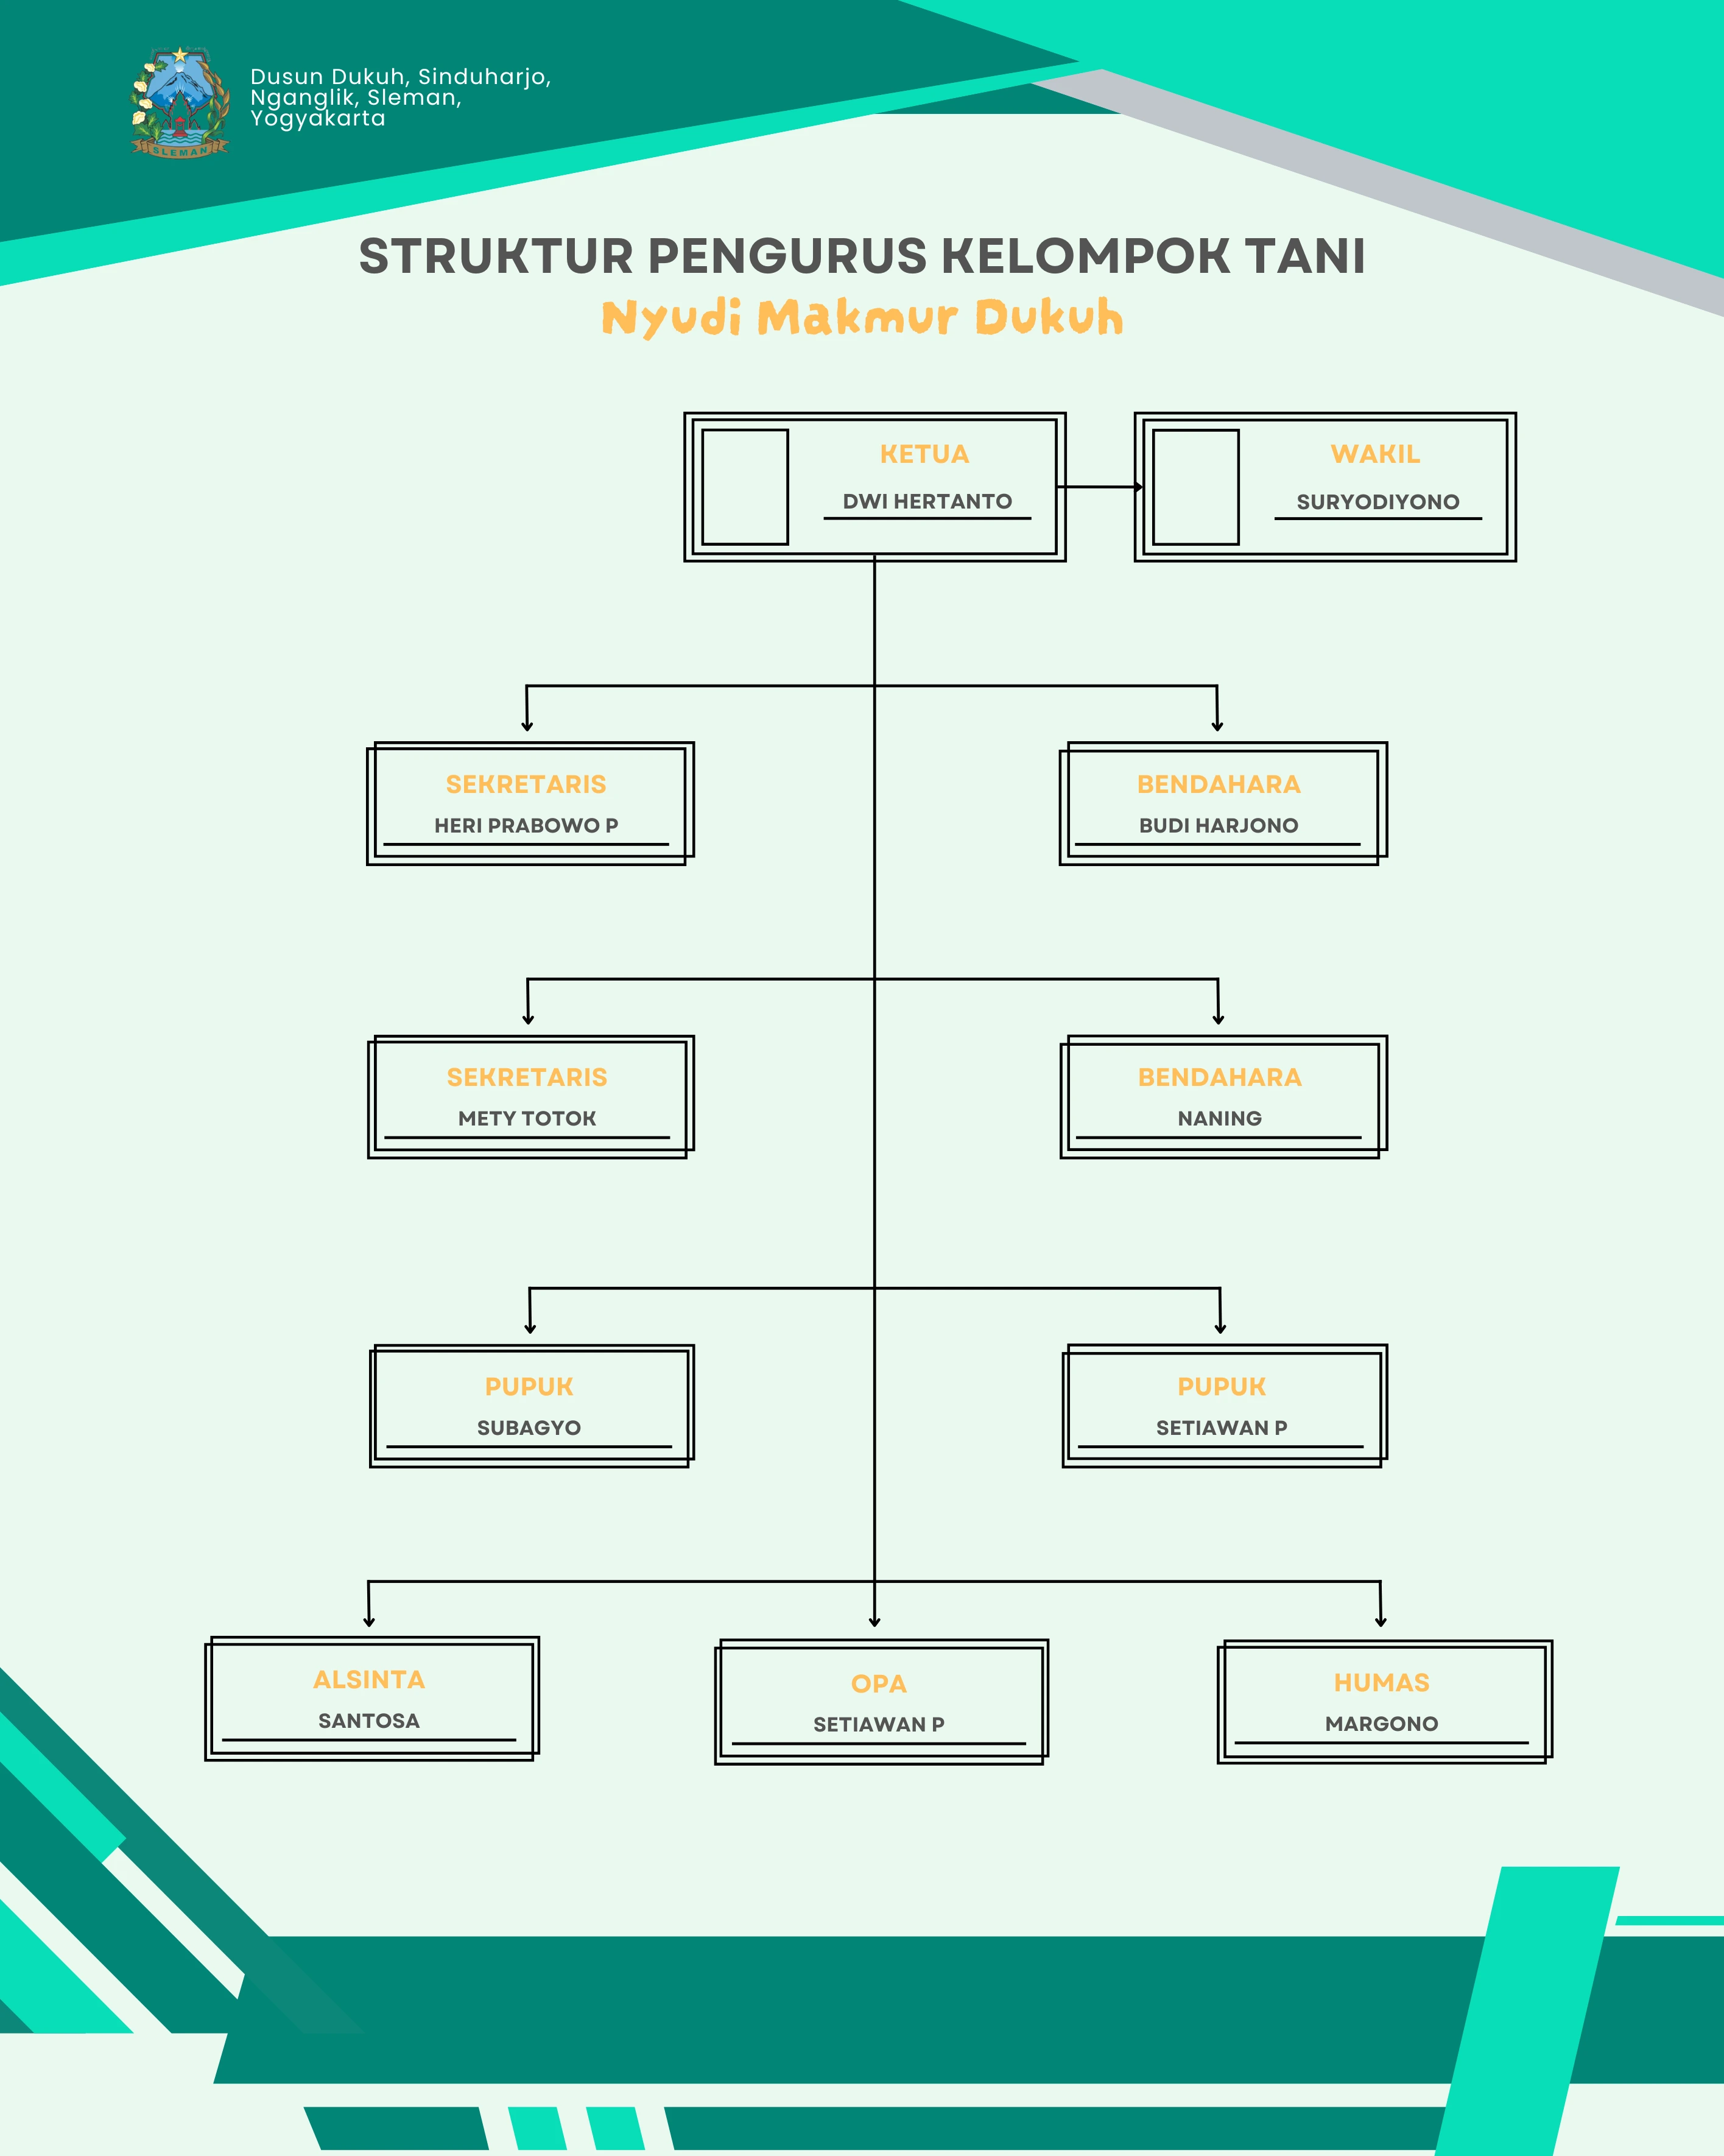 Dusun Dukuh, Sinduharjo,
Nganglik, Sleman,
Yogyakarta
SLEMAN
STRUKTUR PENGURUS KELOMPOK TANI
Nyudi Makmur Dukuh
KETUA
DWI HERTANTO
WAKIL
SURYODIYONO
SEKRETARIS
HERI PRABOWO P
BENDAHARA
BUDI HARJONO
SEKRETARIS
METY TOTOK
BENDAHARA
NANING
PUPUK
SUBAGYO
PUPUK
SETIAWAN P
ALSINTA
SANTOSA
OPA
SETIAWAN P
HUMAS
MARGONO